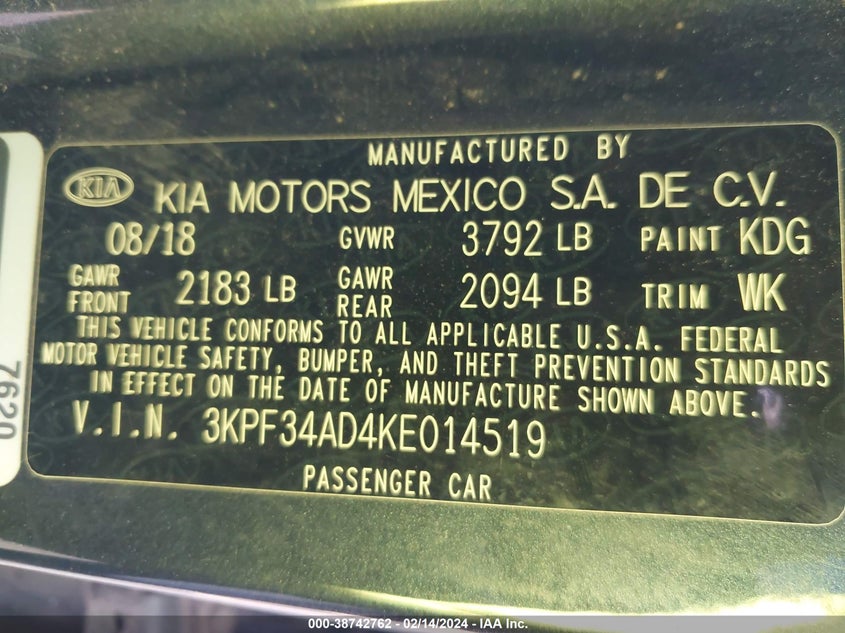 MANUFACTURED BY
KIA KIA MOTORS MEXICO S.A. DE C.V.
08/18 GVWR 3792 LB PAINT KDG
GAWR FRONT 2183 LB GAWR REAR 2094 LB TRIM WK
THIS VEHICLE CONFORMS TO ALL APPLICABLE U.S.A. FEDERAL
MOTOR VEHICLE SAFETY, BUMPER, AND THEFT PREVENTION STANDARDS
IN EFFECT ON THE DATE OF MANUFACTURE SHOWN ABOVE.
V.I.N. 3KPF34AD4KE014519
PASSENGER CAR
7620
000-38742762 - 02/14/2024 - IAA Inc.